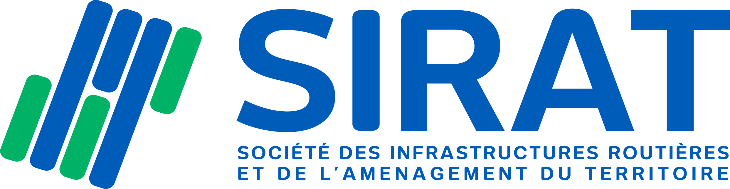 SIRAT
SOCIÉTÉ DES INFRASTRUCTURES ROUTIÈRES
ET DE L'AMENAGEMENT DU TERRITOIRE